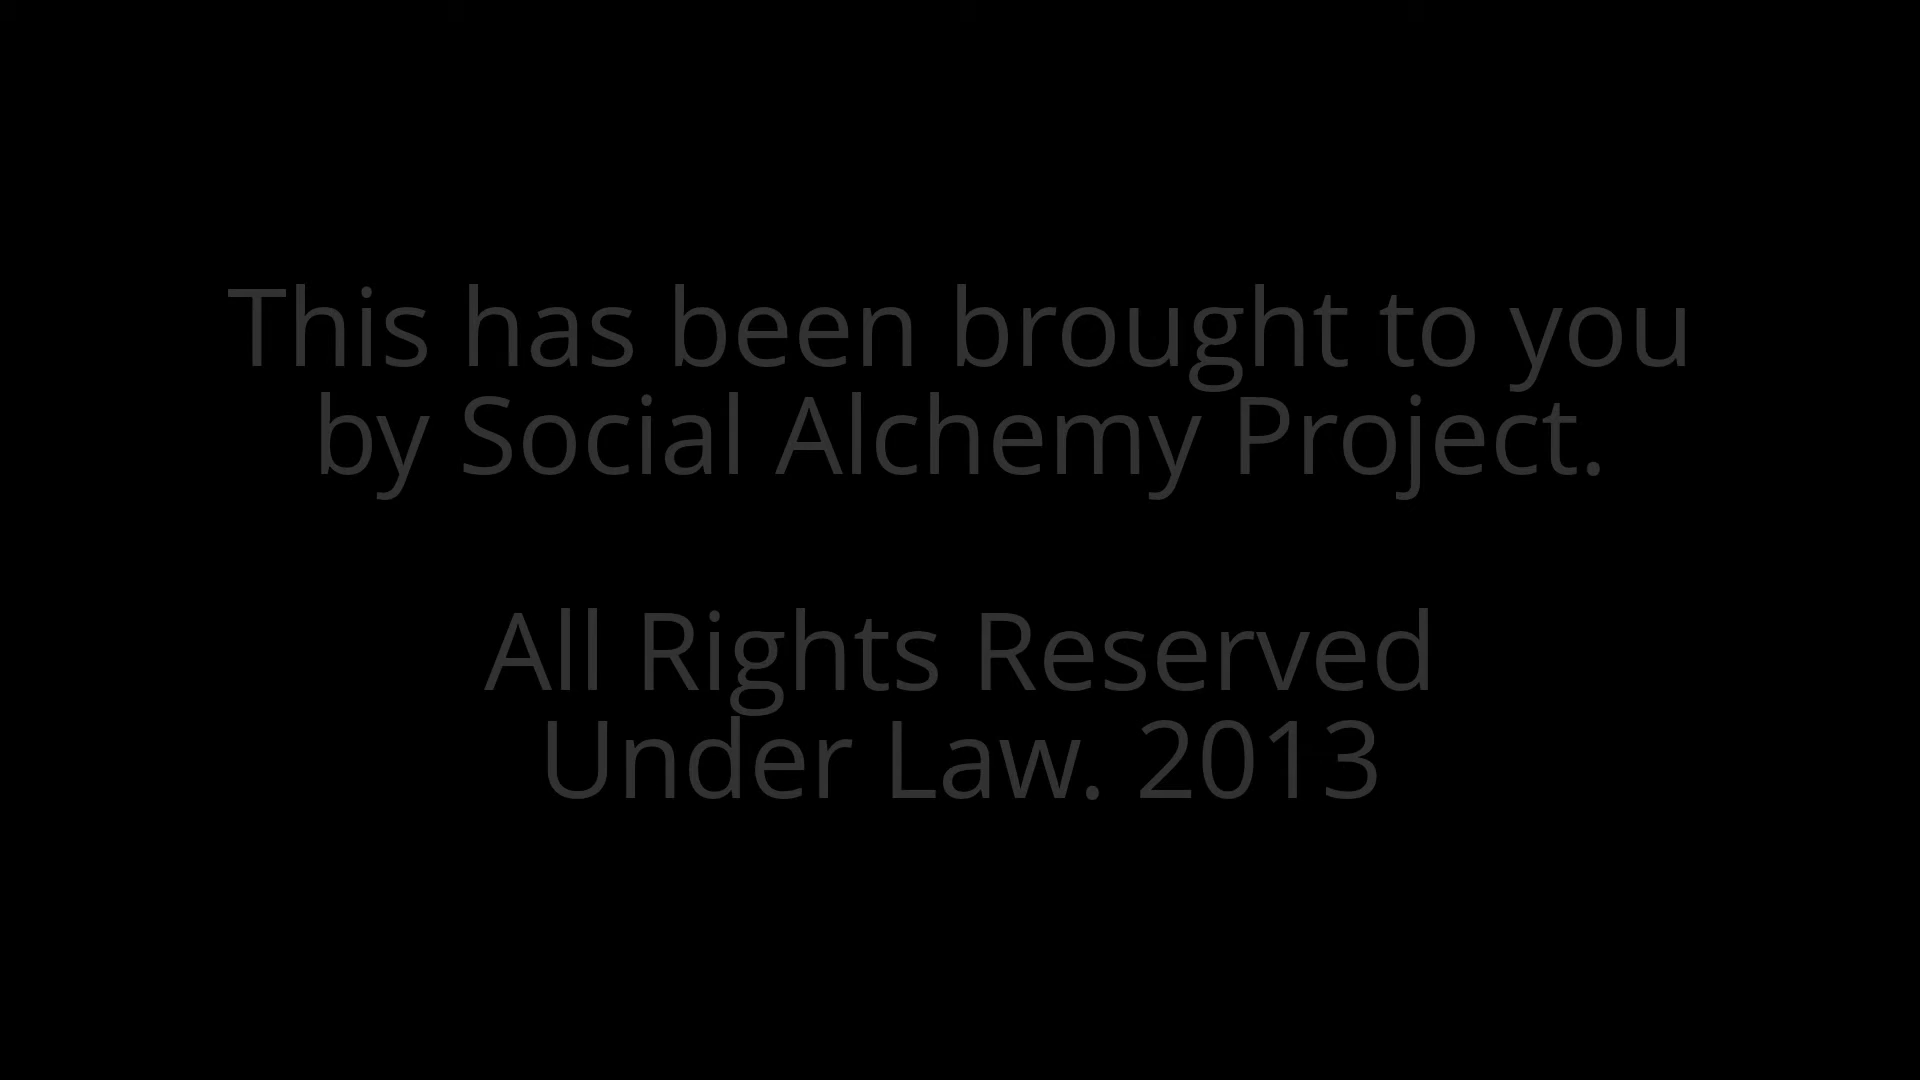 This has been brought to you
by Social Alchemy Project.
All Rights Reserved
Under Law. 2013